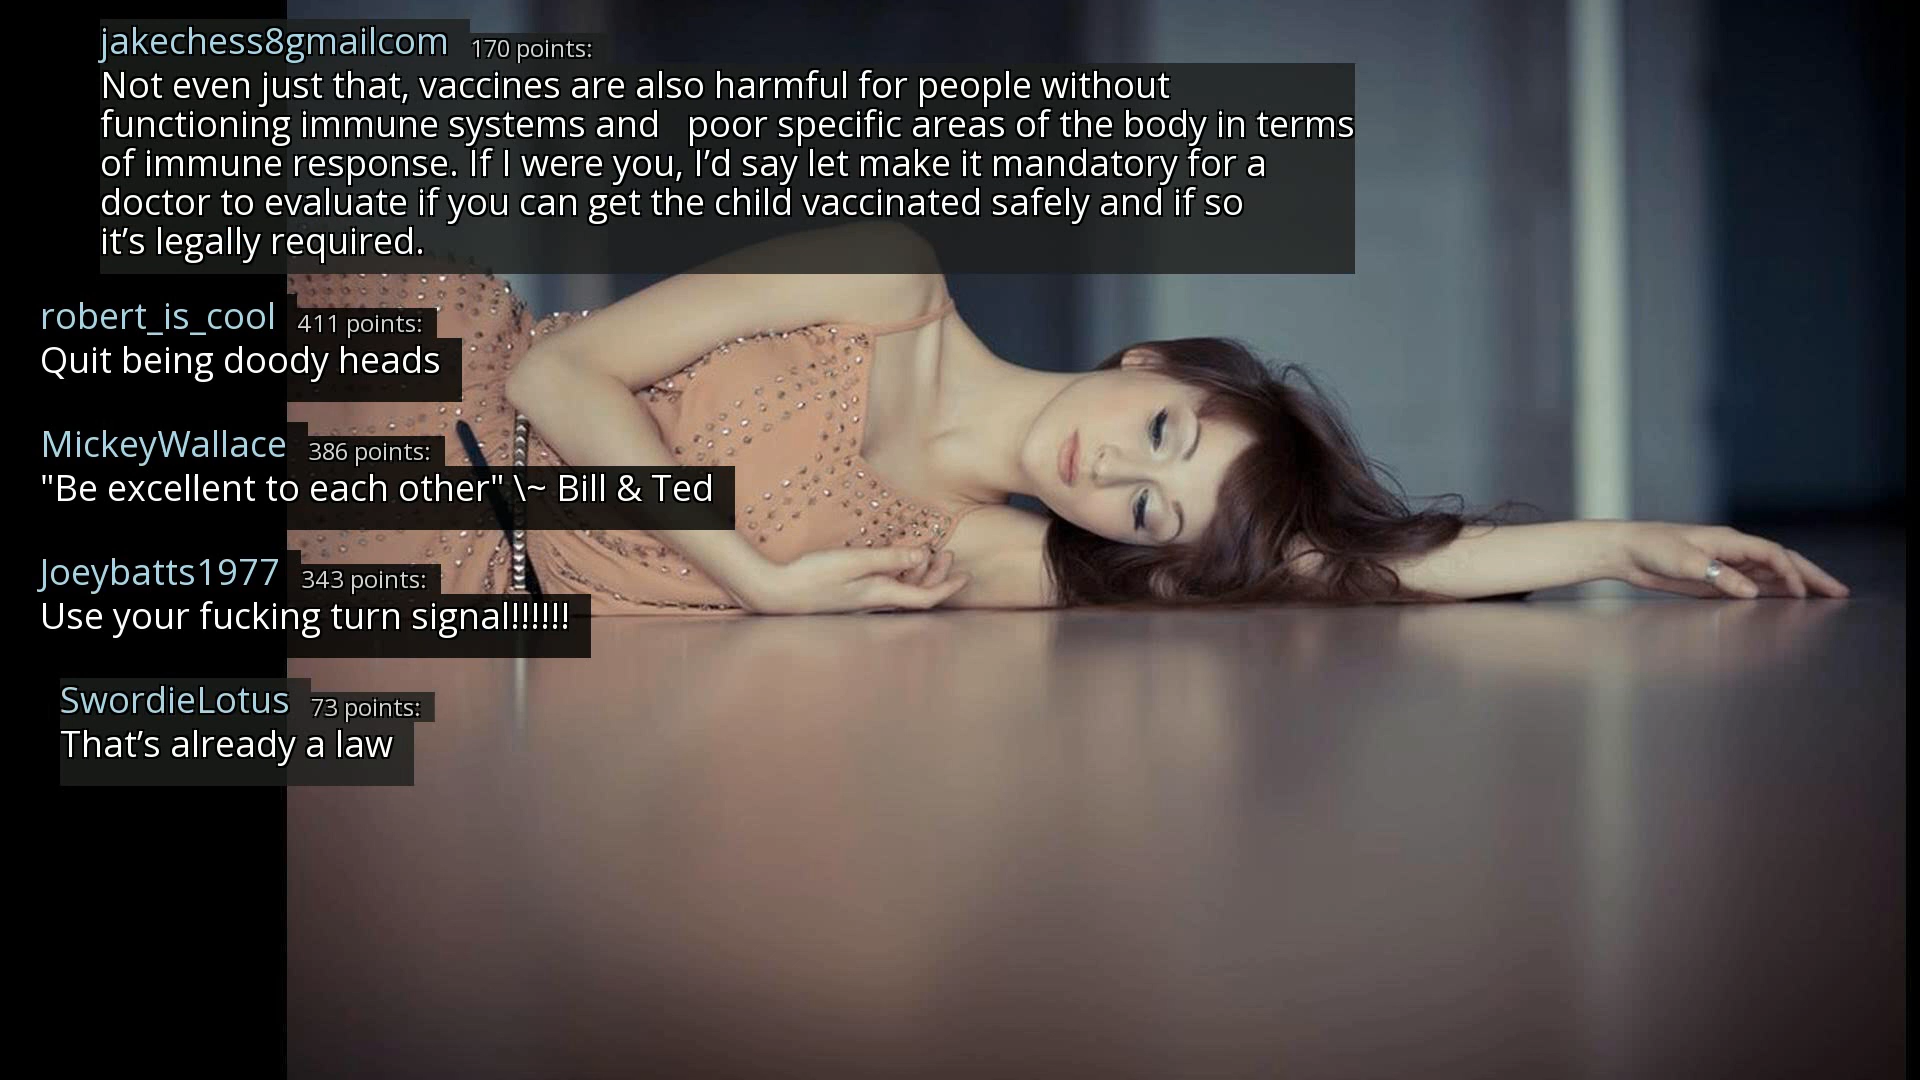 jakechess8gmailcom 170 points:
Not even just that, vaccines are also harmful for people without
functioning immune systems and   poor specific areas of the body in terms
of immune response. If I were you, I’d say let make it mandatory for a
doctor to evaluate if you can get the child vaccinated safely and if so
it’s legally required.
robert_is_cool 411 points:
Quit being doody heads
MickeyWallace 386 points:
"Be excellent to each other" \~ Bill & Ted
Joeybatts1977 343 points:
Use your fucking turn signal!!!!!!
SwordieLotus 73 points:
That’s already a law